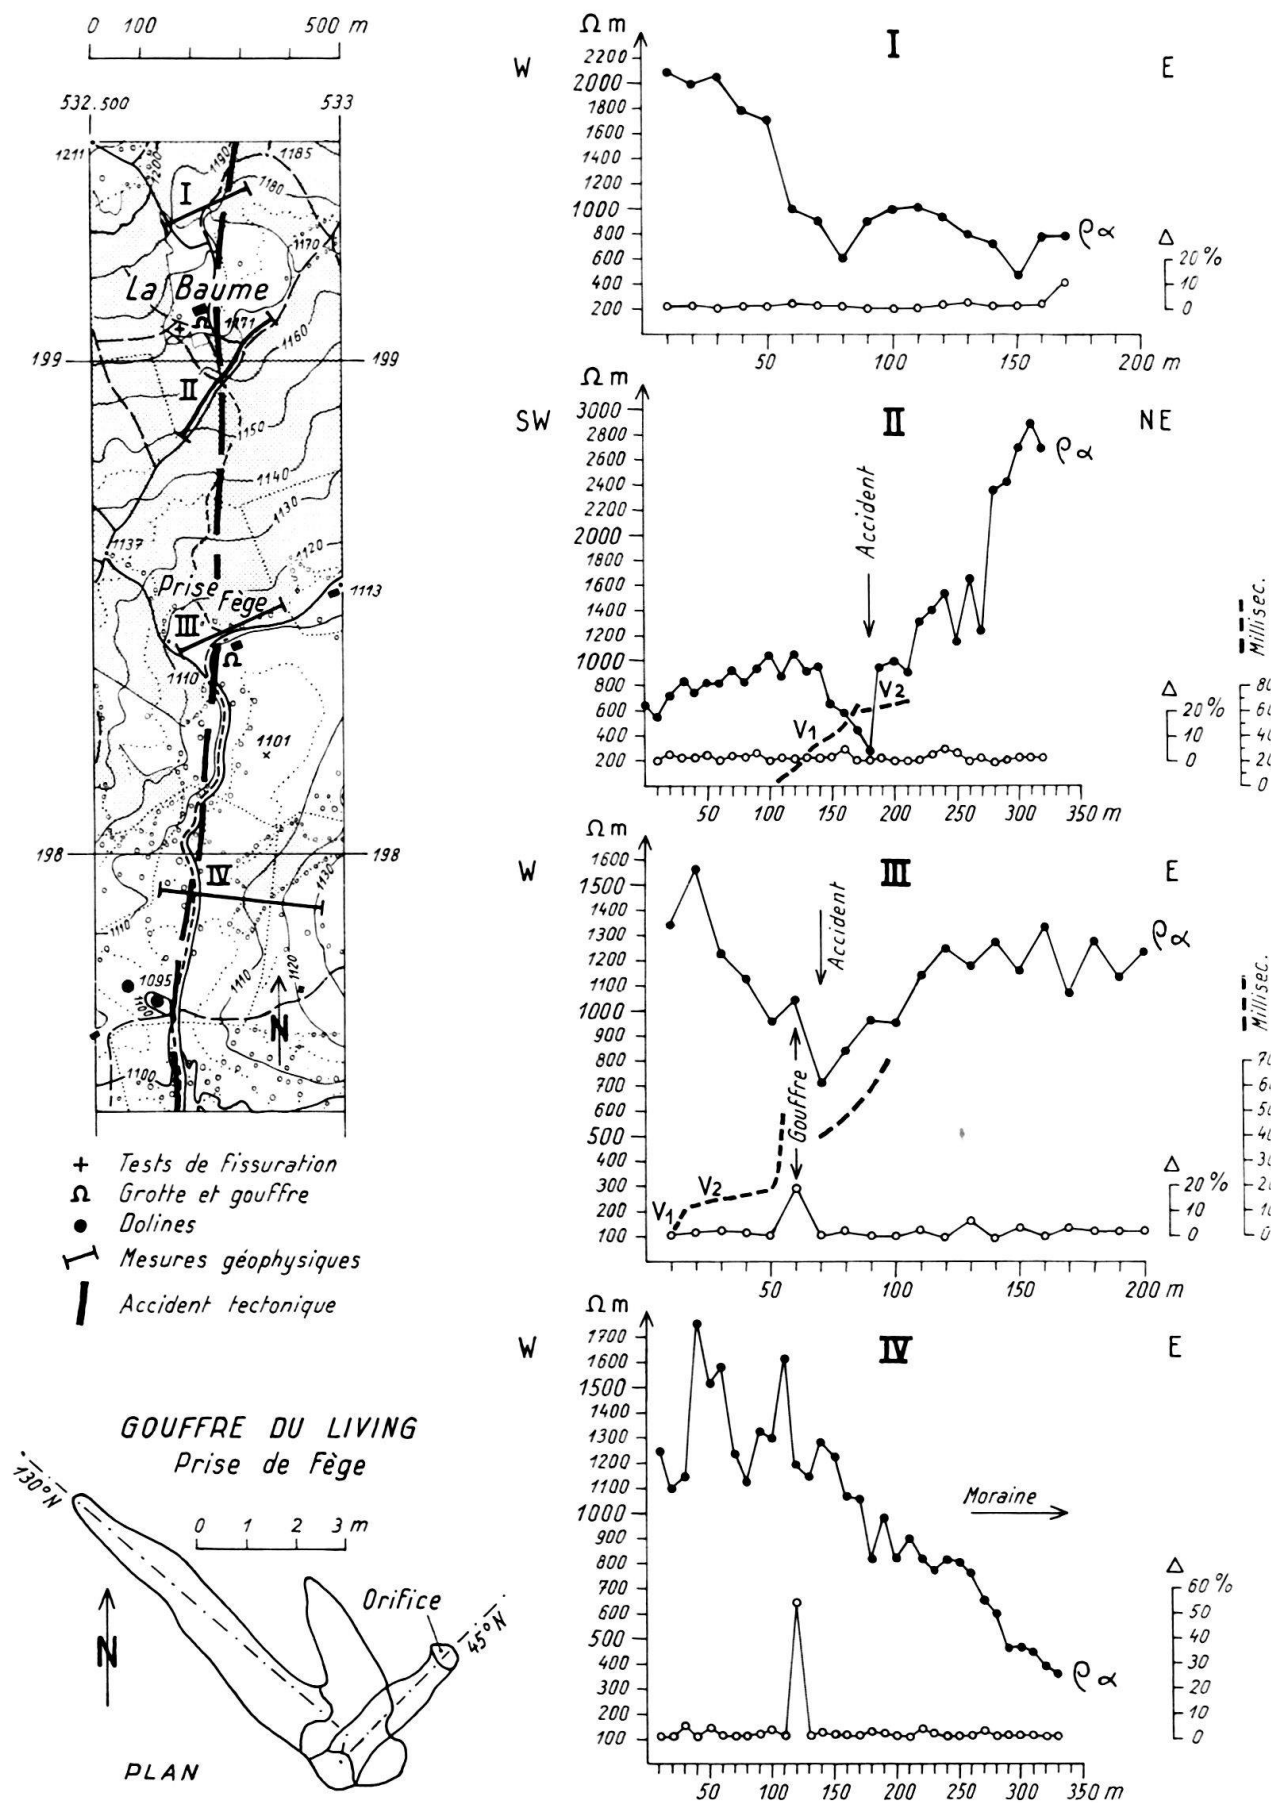 0 100 500 m
532.500 533
1211
1200
1190
1185
1180
I
1170
La Baume
Ω
1171
1160
199 199
II
1150
1140
1130
1137
1120
Prise Fège
1113
III
Ω
1110
1101
198 198
IV
1130
1110
1120
1095
1110
1100
N
1100
+ Tests de fissuration
Ω Grotte et gouffre
Dolines
Mesures géophysiques
Accident tectonique
GOUFFRE DU LIVING
Prise de Fège
130°N
0 1 2 3 m
Orifice
45°N
N
PLAN
Ω m
I
W E
2200
2000
1800
1600
1400
1200
1000
800
600
400
200
ρα
Δ
20 %
10
0
50 100 150 200 m
Ω m
SW II NE
3000
2800
2600
2400
2200
2000
1800
1600
1400
1200
1000
800
600
400
200
ρα
Accident
V1
V2
Δ
20%
10
0
Millisec.
80
60
40
20
0
50 100 150 200 250 300 350 m
Ω m
W III E
1600
1500
1400
1300
1200
1100
1000
900
800
700
600
500
400
300
200
100
Accident
Gouffre
ρα
V1
V2
Δ
20 %
10
0
Millisec.
50 100 150 200 m
Ω m
W IV E
1700
1600
1500
1400
1300
1200
1100
1000
900
800
700
600
500
400
300
200
100
Moraine
ρα
Δ
60 %
50
40
30
20
10
0
50 100 150 200 250 300 350 m